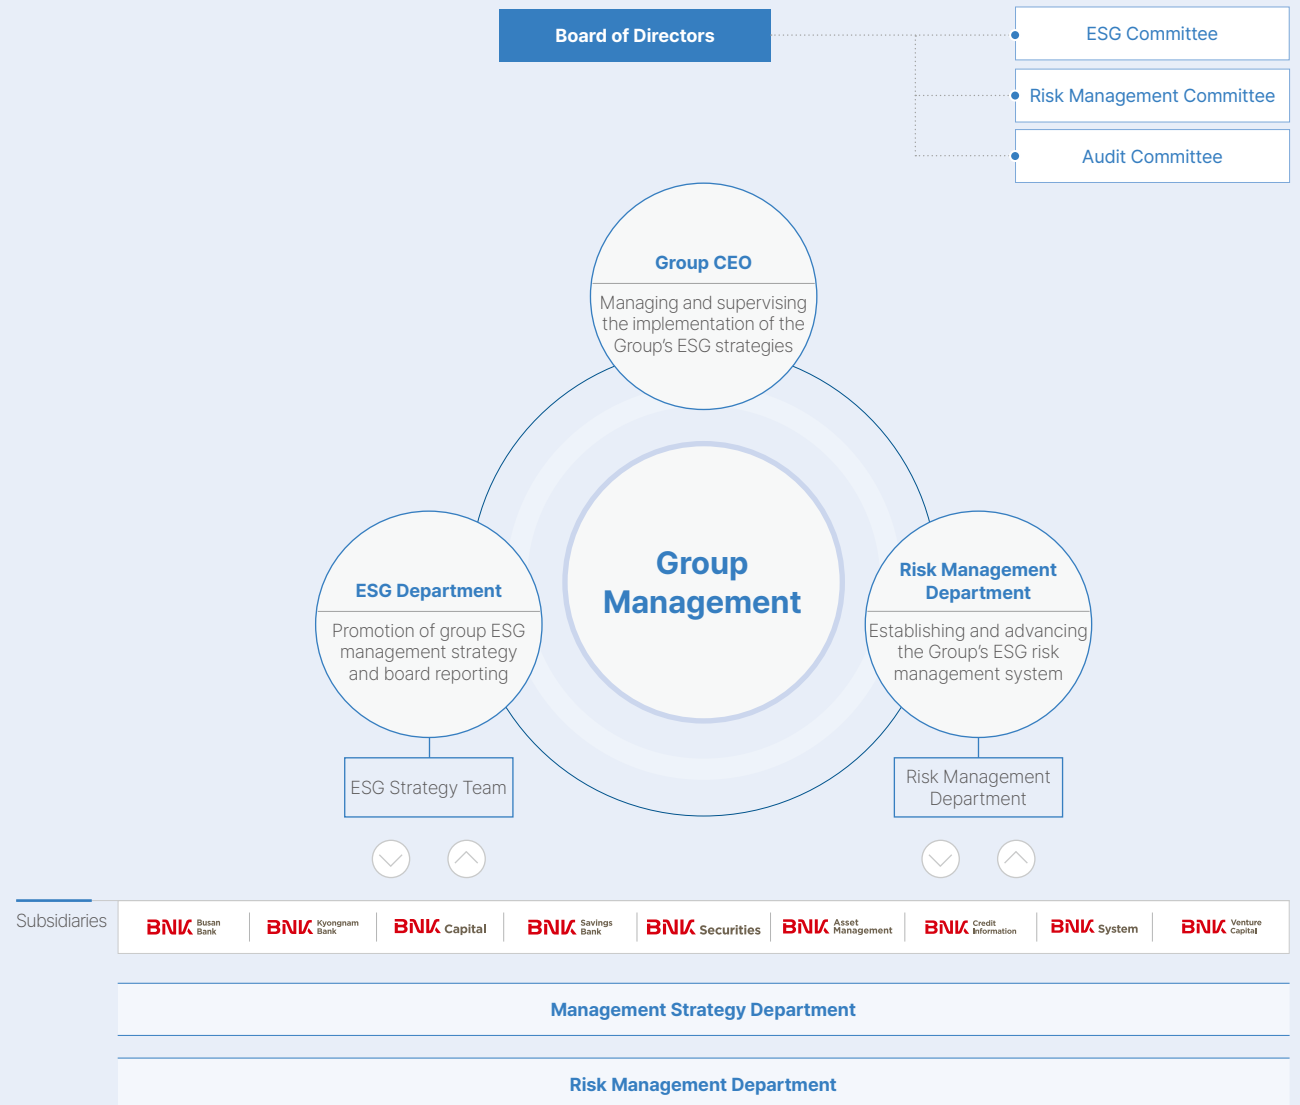 Board of Directors
ESG Committee
Risk Management Committee
Audit Committee
Group CEO
Managing and supervising
the implementation of the
Group's ESG strategies
Group
Management
ESG Department
Promotion of group ESG
management strategy
and board reporting
Risk Management
Department
Establishing and advancing
the Group's ESG risk
management system
ESG Strategy Team
Risk Management
Department
Subsidiaries
BNK Busan
Bank
BNK Kyongnam
Bank
BNK Capital
BNK Savings
Bank
BNK Securities
BNK Asset
Management
BNK Credit
Information
BNK System
BNK Venture
Capital
Management Strategy Department
Risk Management Department